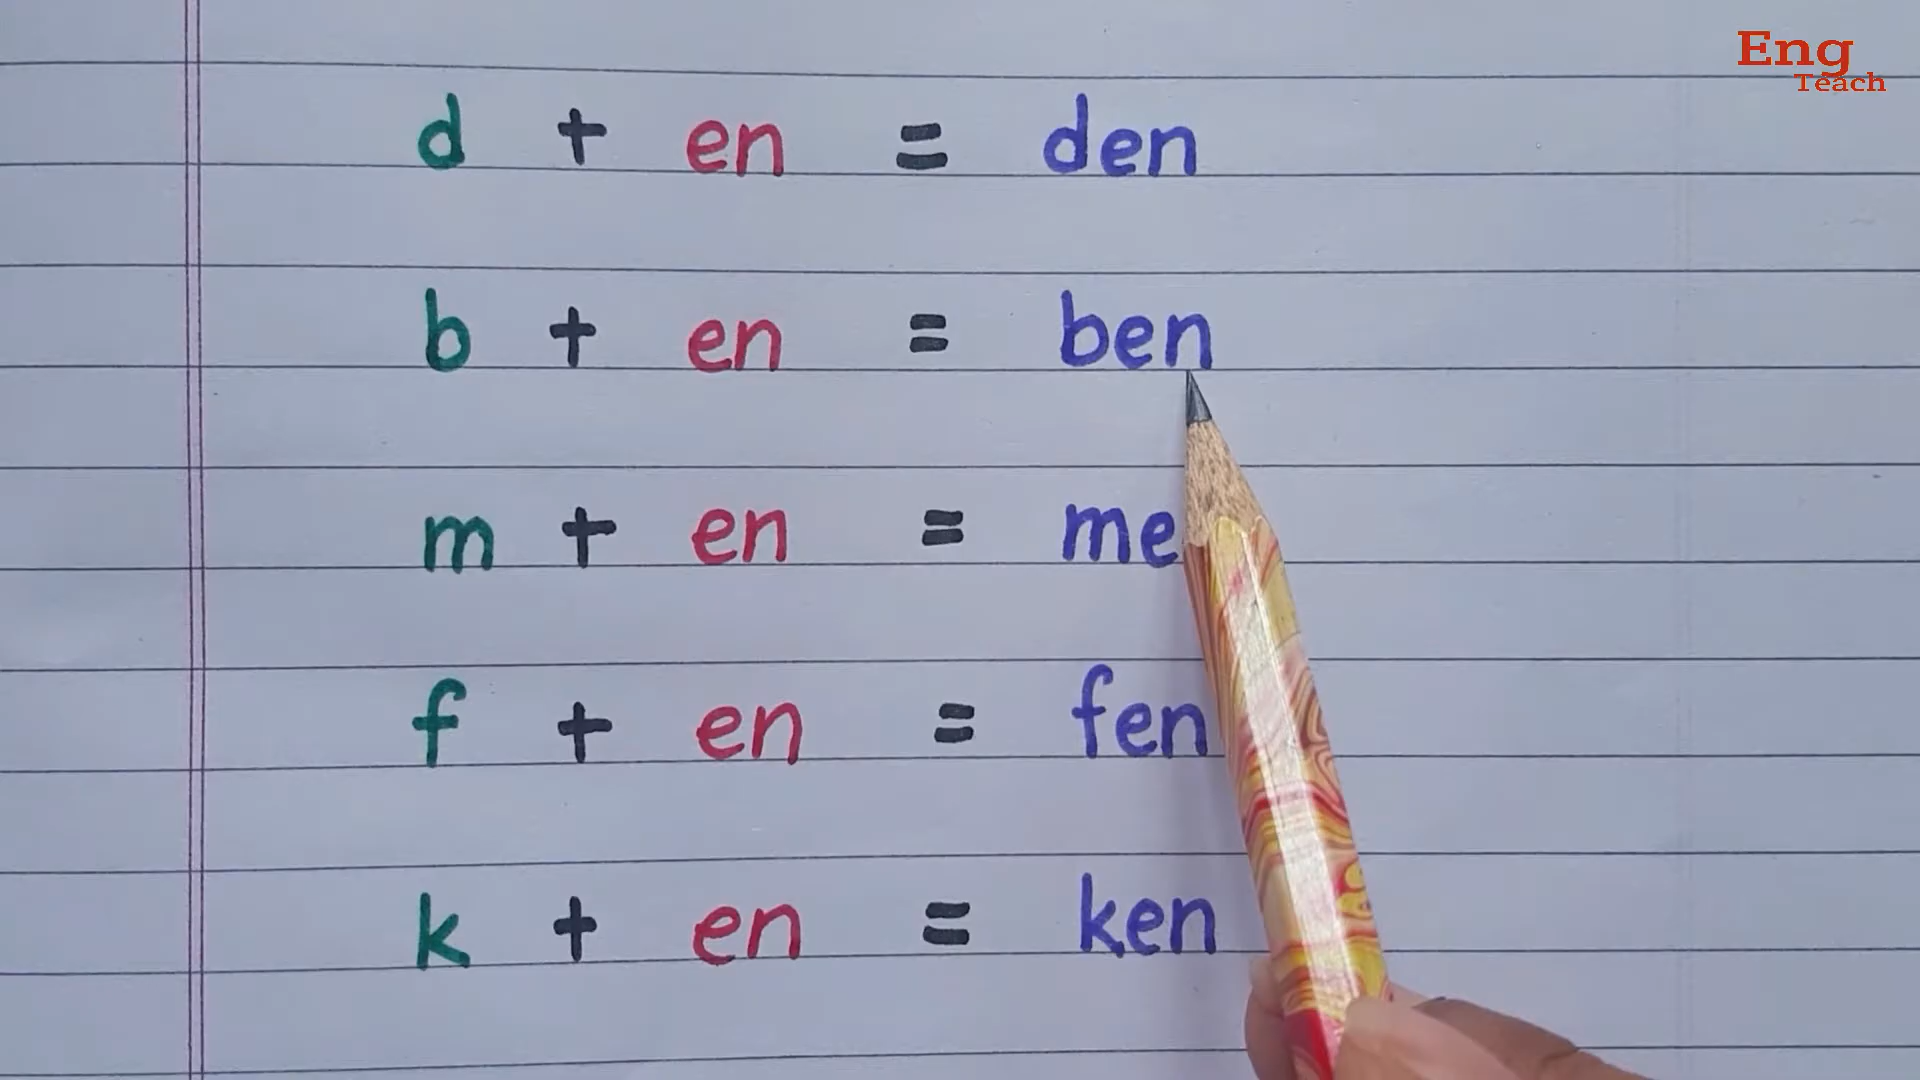 Eng
Teach
d + en = den
b + en = ben
m + en = me
f + en = fen
k + en = ken